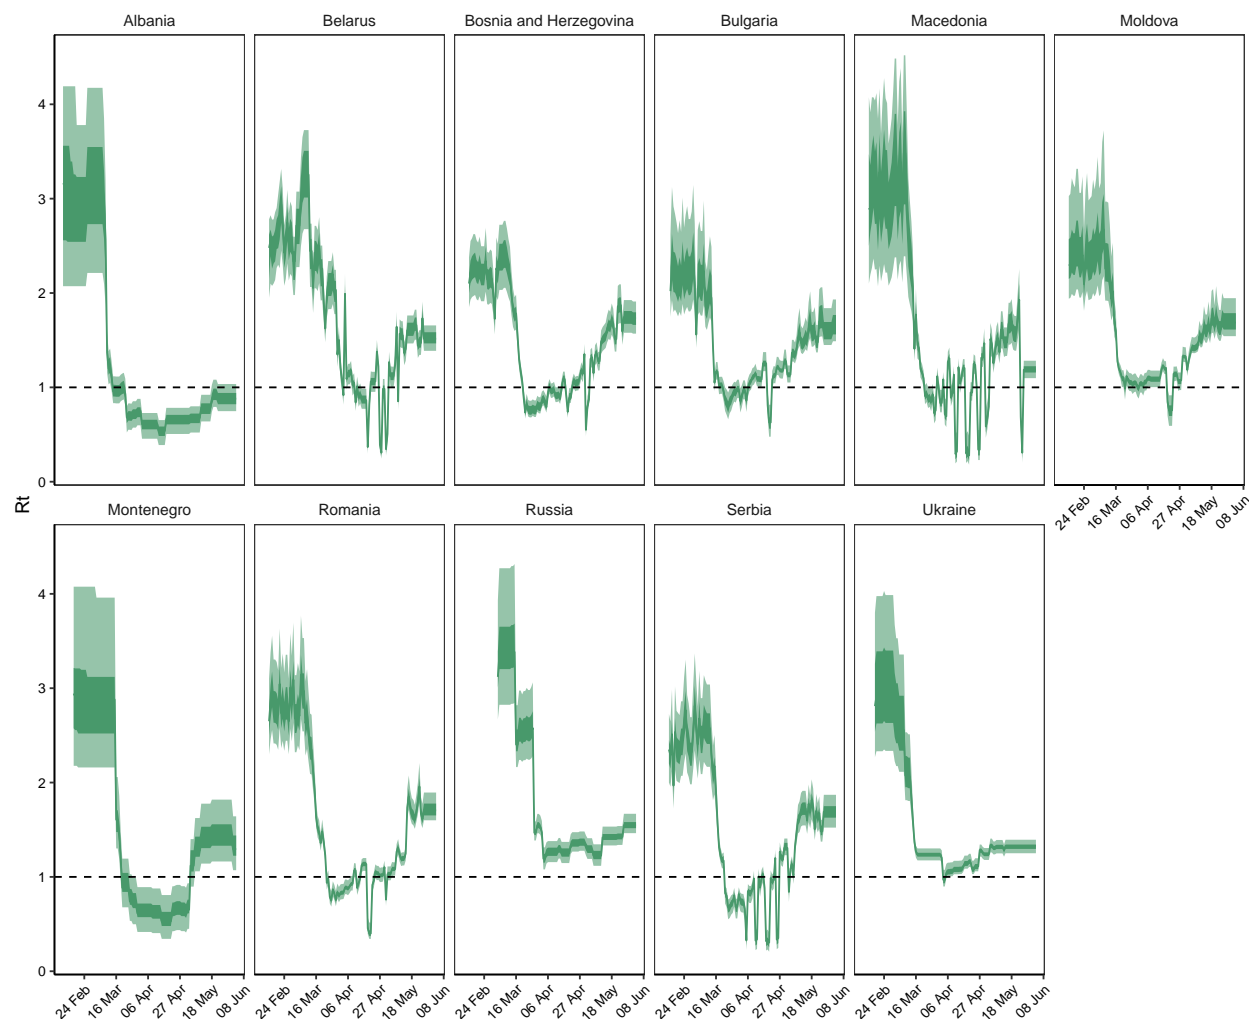 Albania Belarus Bosnia and Herzegovina Bulgaria Macedonia Moldova
4
3
2
1
0
24 Feb 16 Mar 06 Apr 27 Apr 18 May 08 Jun
Rt
Montenegro Romania Russia Serbia Ukraine
4
3
2
1
0
24 Feb 16 Mar 06 Apr 27 Apr 18 May 08 Jun 24 Feb 16 Mar 06 Apr 27 Apr 18 May 08 Jun 24 Feb 16 Mar 06 Apr 27 Apr 18 May 08 Jun 24 Feb 16 Mar 06 Apr 27 Apr 18 May 08 Jun 24 Feb 16 Mar 06 Apr 27 Apr 18 May 08 Jun